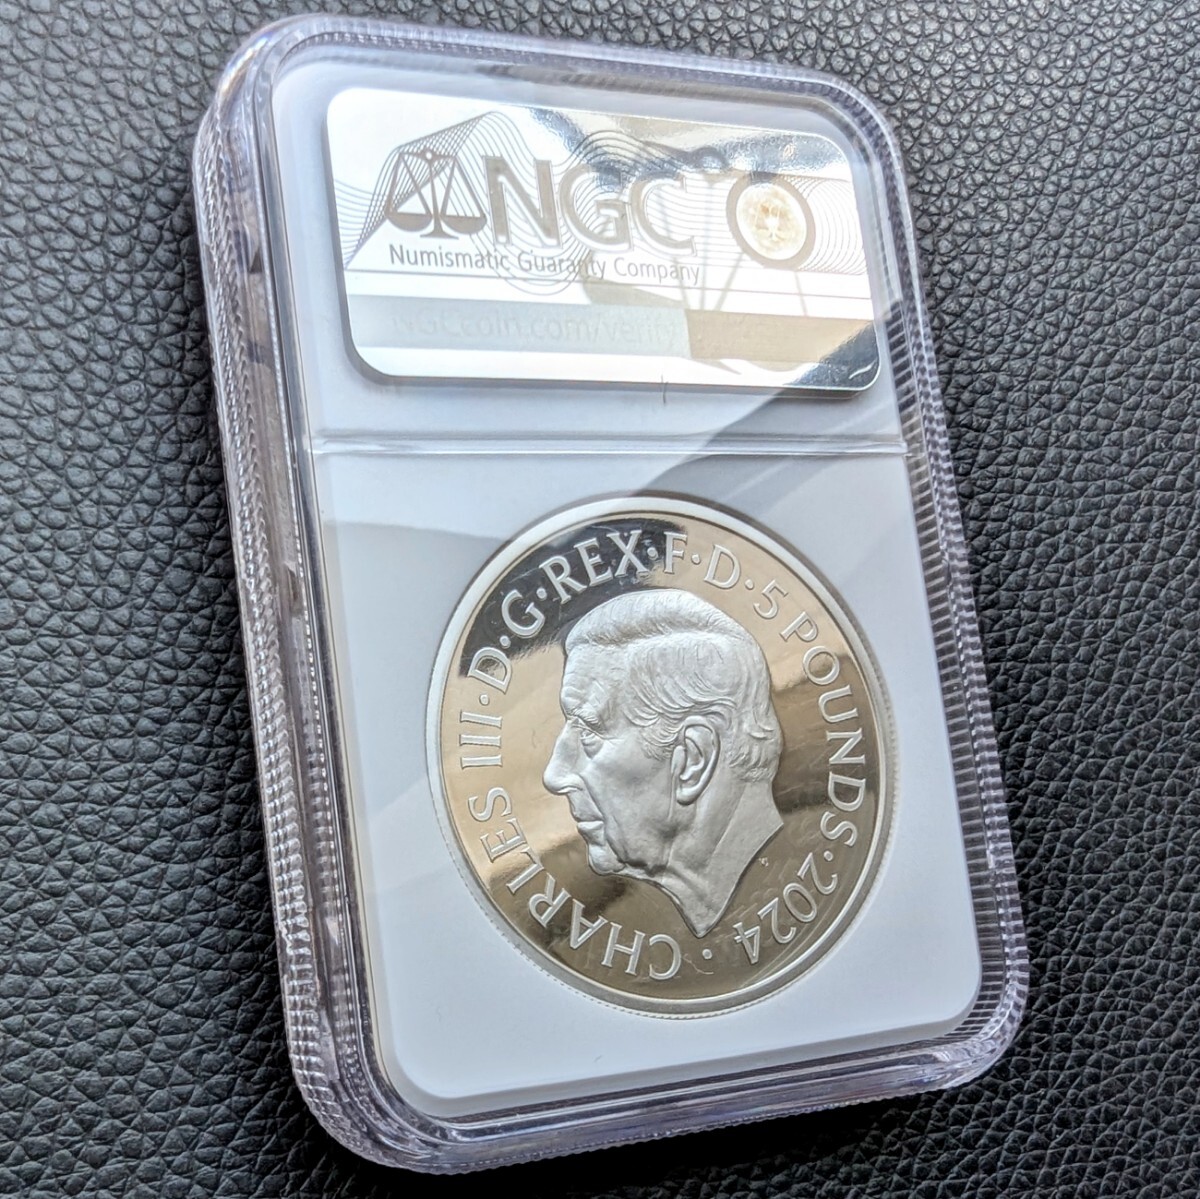 NGC
Numismatic Guaranty Company
NGCcoin.com/verify
CHARLES III·D·G·REX·F·D·5 POUNDS·2024·